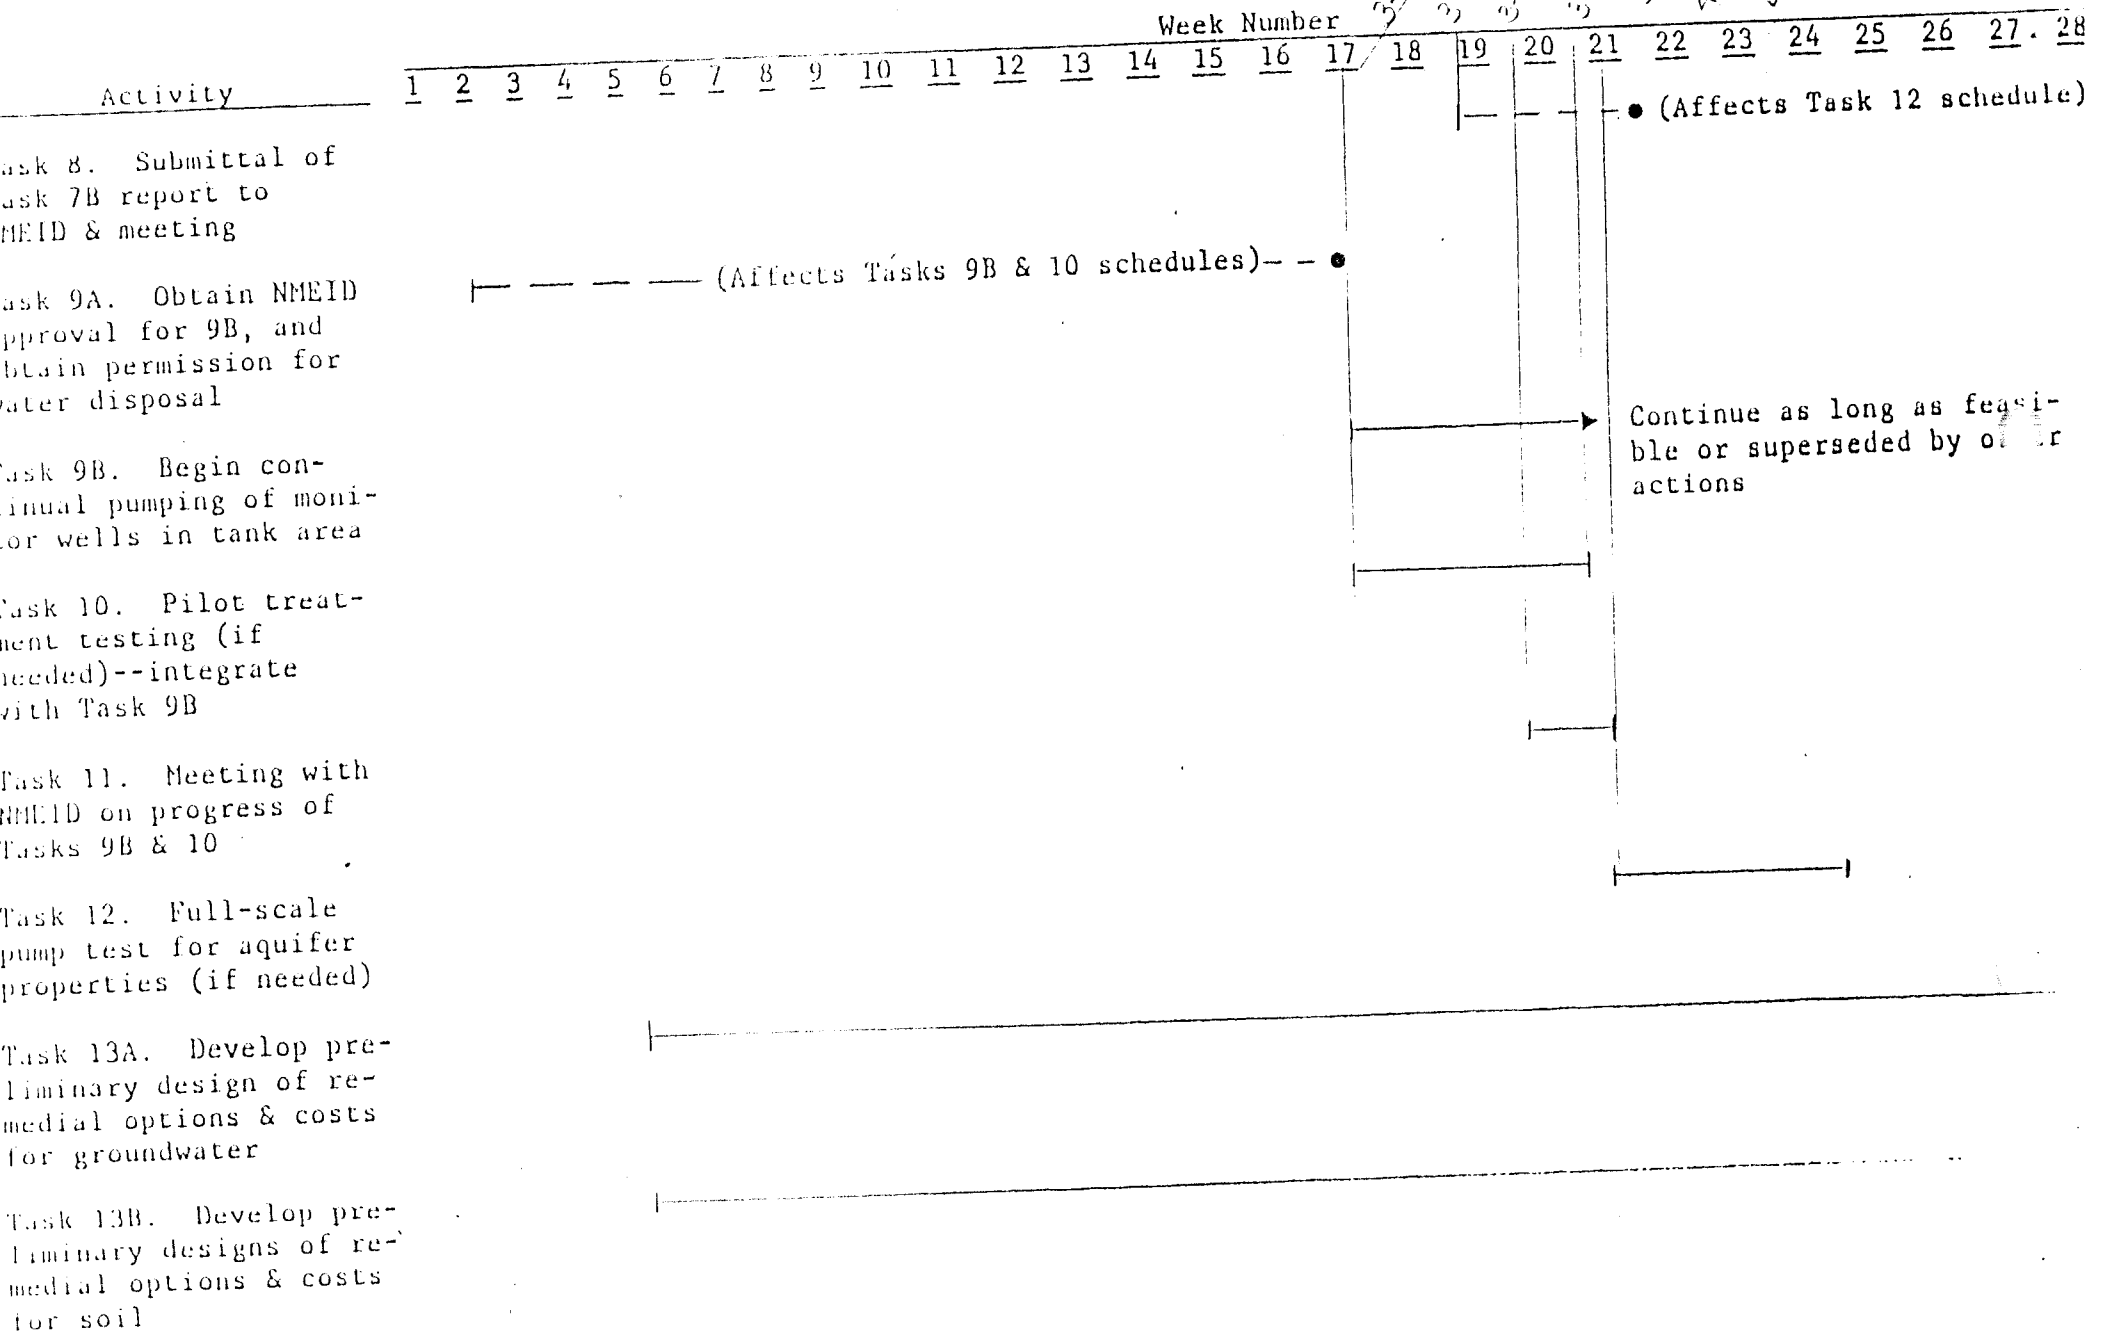 Week Number
Activity 1 2 3 4 5 6 7 8 9 10 11 12 13 14 15 16 17 18 19 20 21 22 23 24 25 26 27. 28
(Affects Task 12 schedule)
ask 8. Submittal of
ask 7B report to
MEID & meeting
(Affects Tasks 9B & 10 schedules)
ask 9A. Obtain NMEID
pproval for 9B, and
btain permission for
ater disposal
Continue as long as feasi-
ble or superseded by
actions
ask 9B. Begin con-
inual pumping of moni-
tor wells in tank area
Task 10. Pilot treat-
ment testing (if
needed)--integrate
with Task 9B
Task 11. Meeting with
NMEID on progress of
Tasks 9B & 10
Task 12. Full-scale
pump test for aquifer
properties (if needed)
Task 13A. Develop pre-
liminary design of re-
medial options & costs
for groundwater
Task 13B. Develop pre-
liminary designs of re-
medial options & costs
for soil